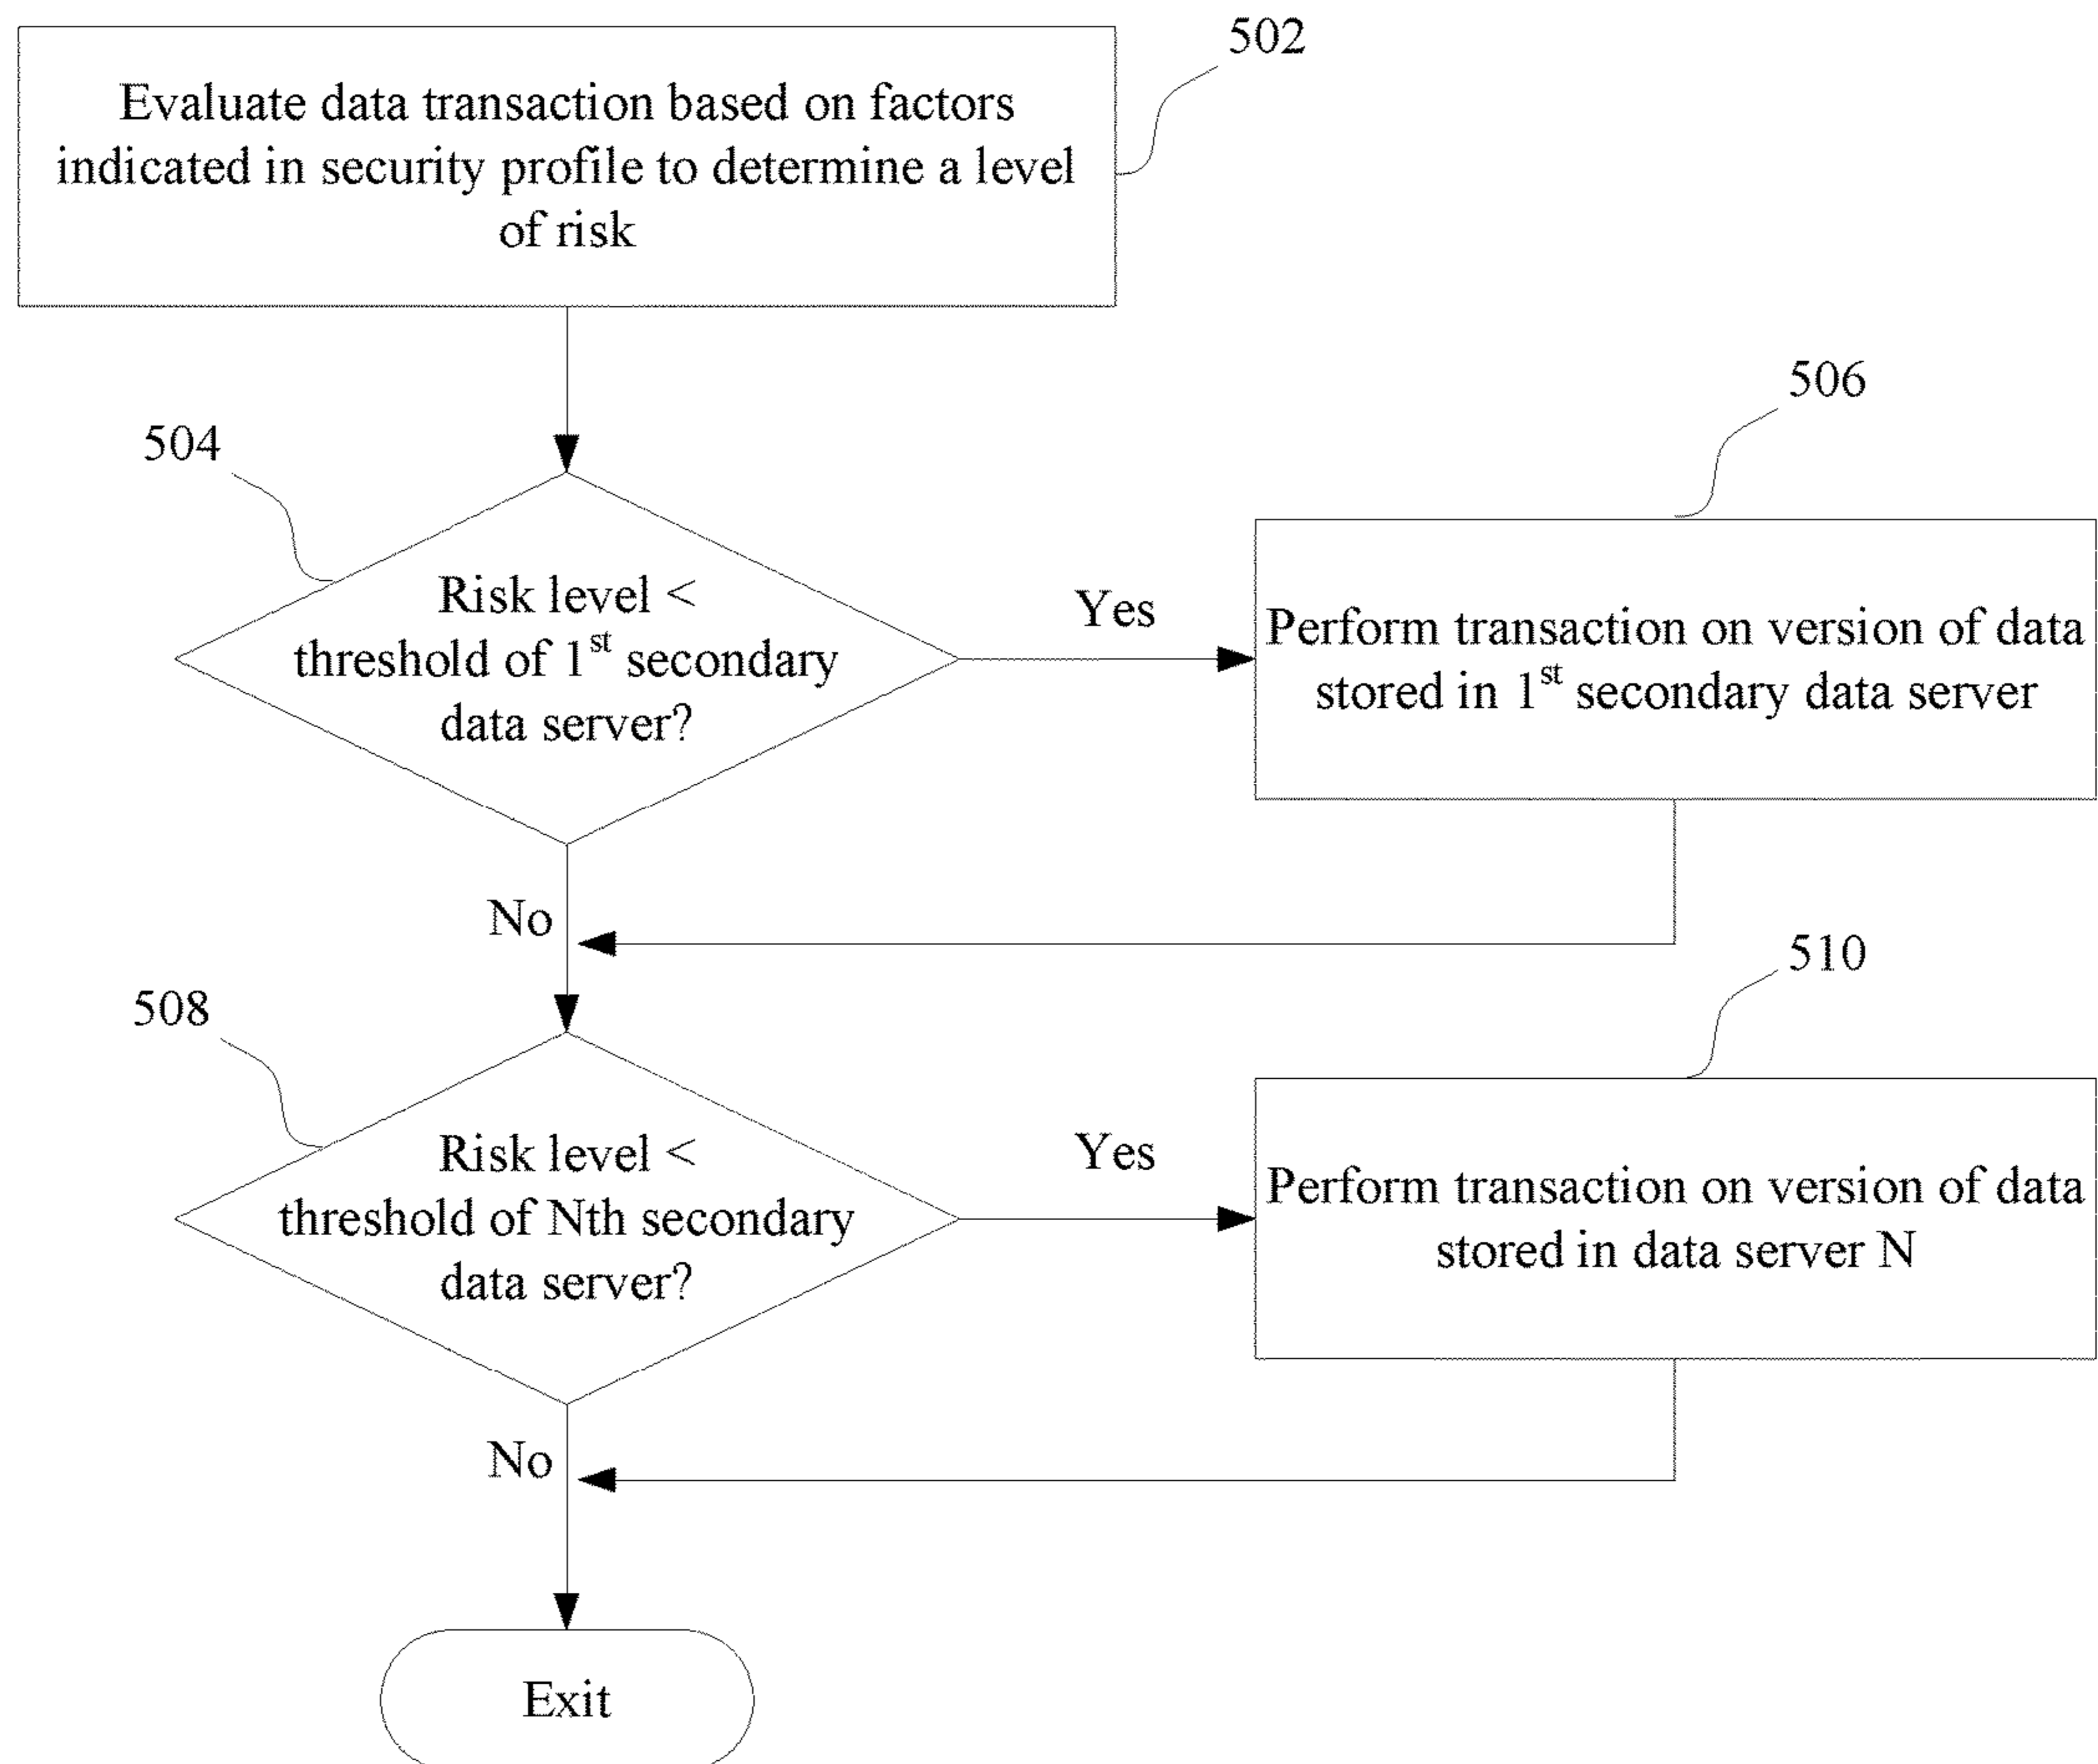 502
Evaluate data transaction based on factors
indicated in security profile to determine a level
of risk
504
Risk level <
threshold of 1st secondary
data server?
Yes
506
Perform transaction on version of data
stored in 1st secondary data server
No
508
Risk level <
threshold of Nth secondary
data server?
Yes
510
Perform transaction on version of data
stored in data server N
No
Exit